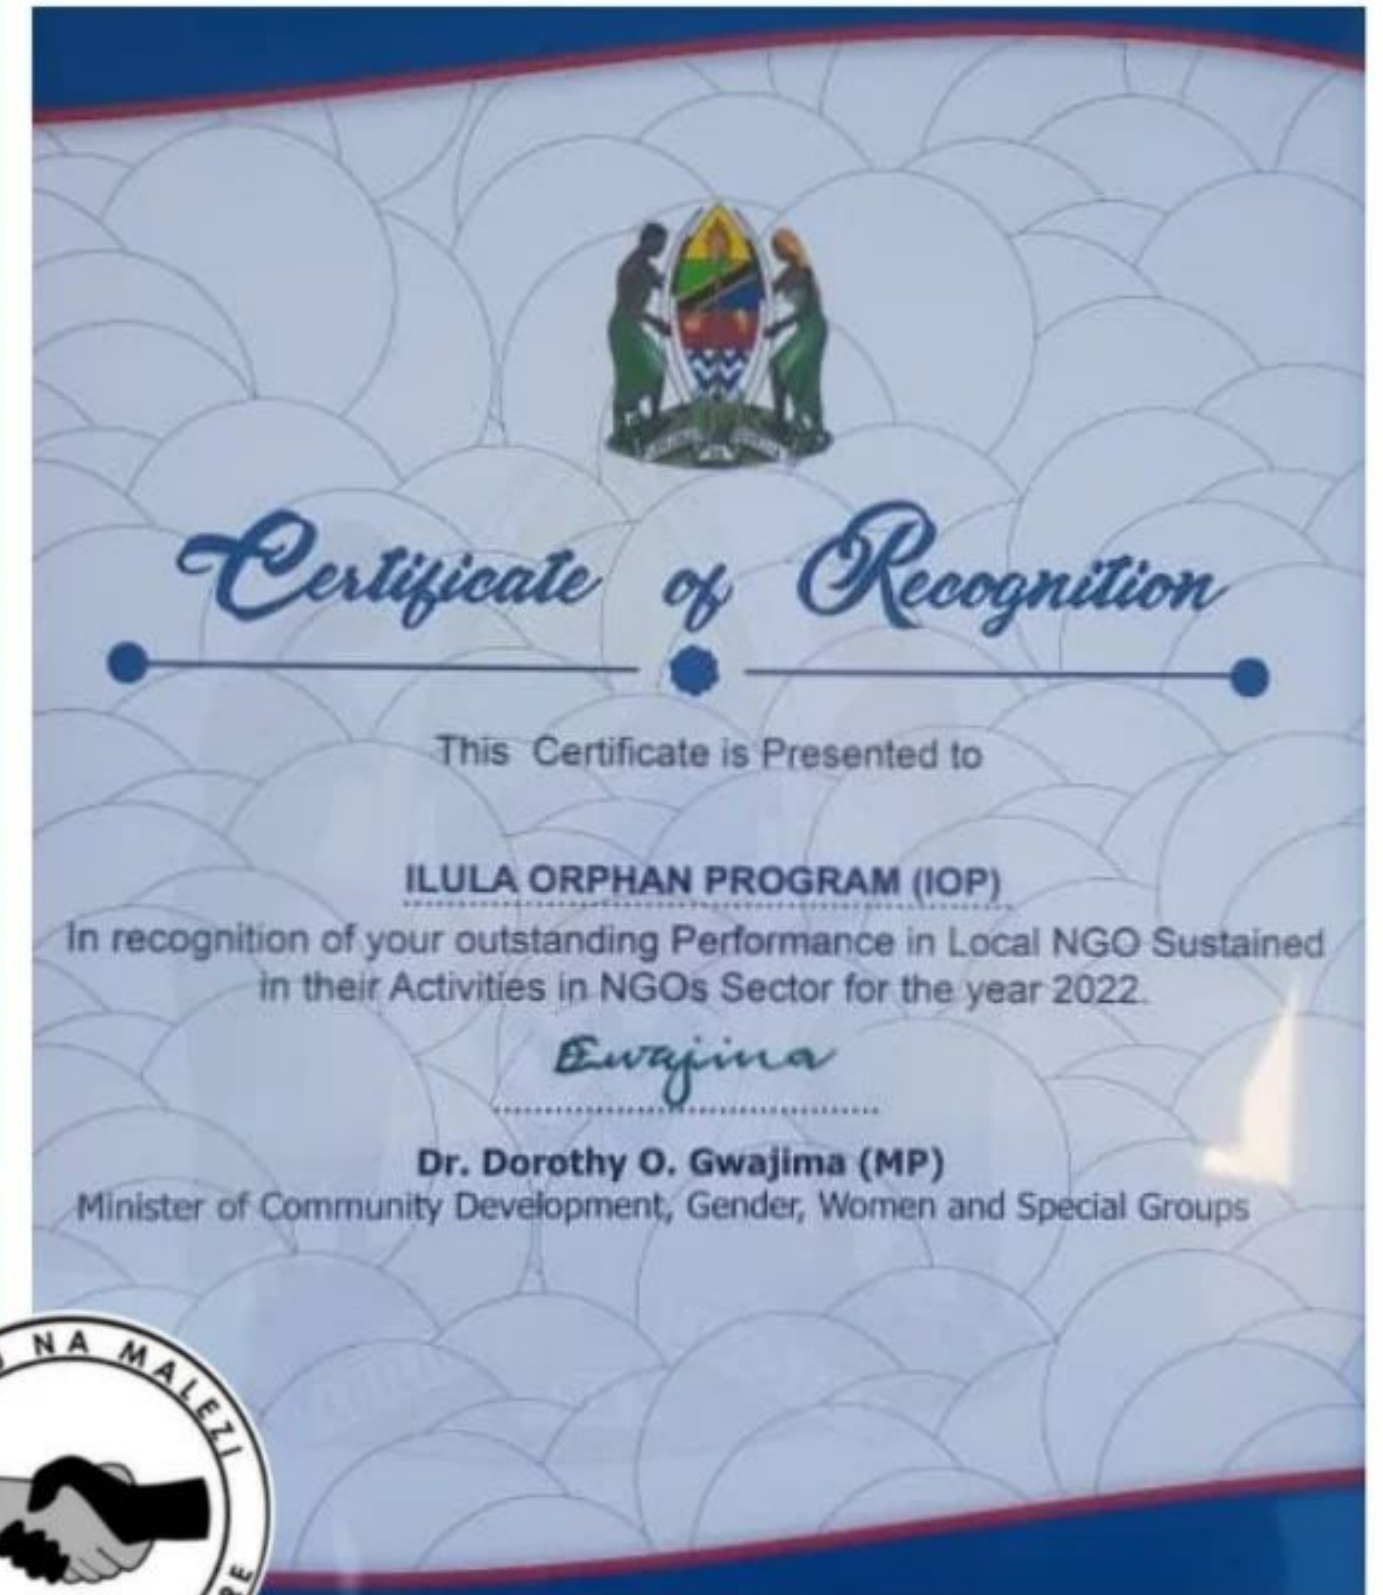 Certificate of Recognition
This Certificate is Presented to
ILULA ORPHAN PROGRAM (IOP)
In recognition of your outstanding Performance in Local NGO Sustained
in their Activities in NGOs Sector for the year 2022.
Gwajima
Dr. Dorothy O. Gwajima (MP)
Minister of Community Development, Gender, Women and Special Groups
NA MALEZI